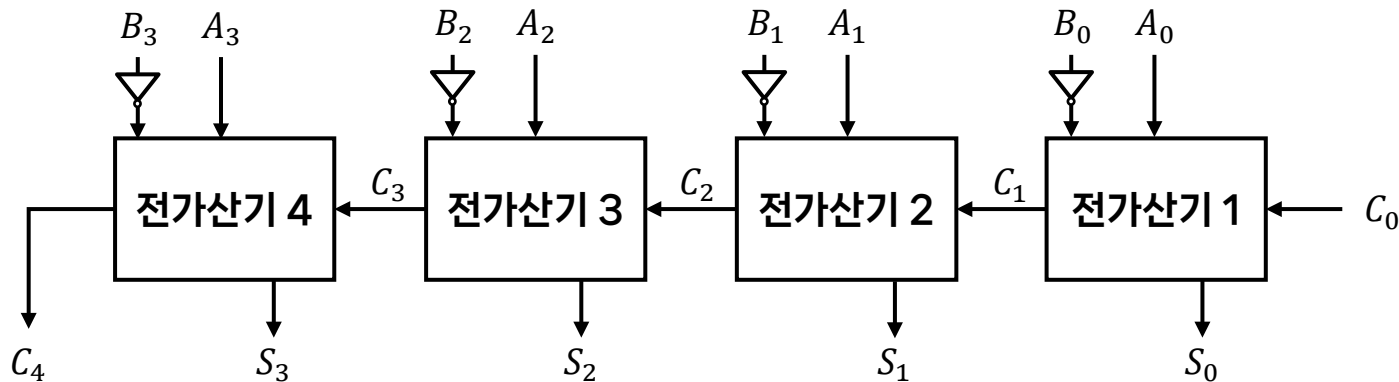 B₃ A₃ B₂ A₂ B₁ A₁ B₀ A₀
전가산기 4 C₃ 전가산기 3 C₂ 전가산기 2 C₁ 전가산기 1 C₀
C₄ S₃ S₂ S₁ S₀